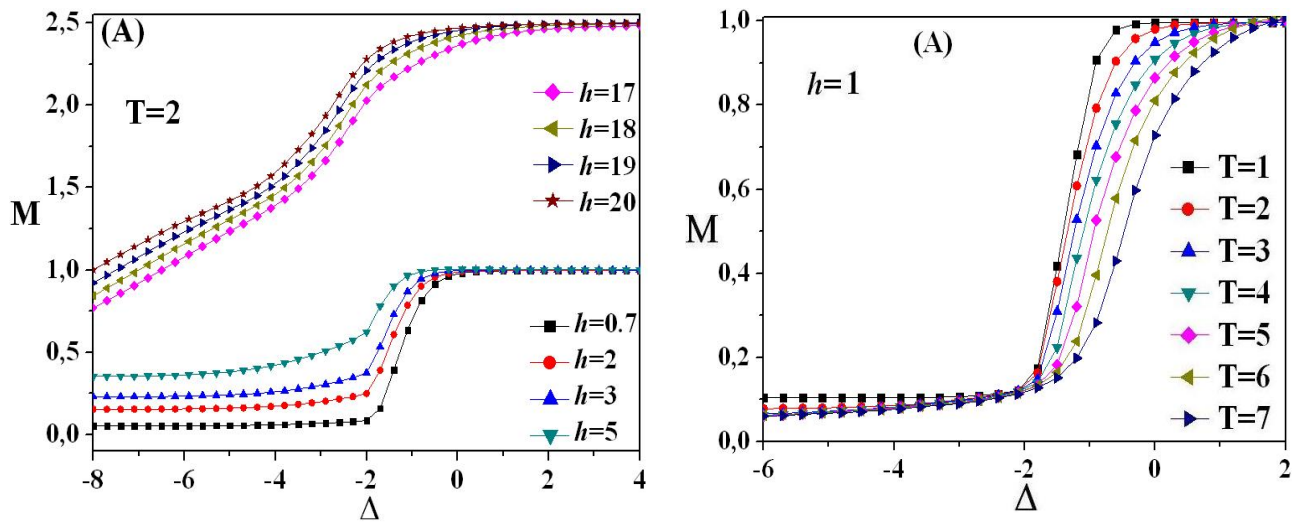 (A)
T=2
M
2,5
2,0
1,5
1,0
0,5
0,0
h=17
h=18
h=19
h=20
h=0.7
h=2
h=3
h=5
-8 -6 -4 -2 0 2 4
Δ
(A)
h=1
M
1,0
0,8
0,6
0,4
0,2
0,0
T=1
T=2
T=3
T=4
T=5
T=6
T=7
-6 -4 -2 0 2
Δ